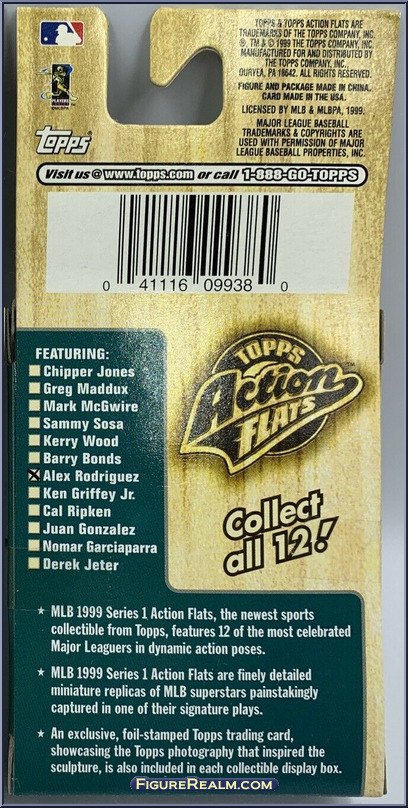 TOPPS & TOPPS ACTION FLATS ARE
TRADEMARKS OF THE TOPPS COMPANY, INC.
®, TM, & © 1999 THE TOPPS COMPANY, INC.
MANUFACTURED FOR AND DISTRIBUTED BY
THE TOPPS COMPANY, INC.
DURYEA, PA 18642. ALL RIGHTS RESERVED.
FIGURE AND PACKAGE MADE IN CHINA.
CARD MADE IN THE USA.
LICENSED BY MLB & MLBPA, 1999.
MAJOR LEAGUE BASEBALL
TRADEMARKS & COPYRIGHTS ARE
USED WITH PERMISSION OF MAJOR
LEAGUE BASEBALL PROPERTIES, INC.
PLAYERS
Topps
Visit us @ www.topps.com or call 1-888-GO-TOPPS
0 41116 09938 0
TOPPS
Action
FLATS
TM
Collect
all 12!
FEATURING:
Chipper Jones
Greg Maddux
Mark McGwire
Sammy Sosa
Kerry Wood
Barry Bonds
Alex Rodriguez
Ken Griffey Jr.
Cal Ripken
Juan Gonzalez
Nomar Garciaparra
Derek Jeter
★ MLB 1999 Series 1 Action Flats, the newest sports
collectible from Topps, features 12 of the most celebrated
Major Leaguers in dynamic action poses.
★ MLB 1999 Series 1 Action Flats are finely detailed
miniature replicas of MLB superstars painstakingly
captured in one of their signature plays.
★ An exclusive, foil-stamped Topps trading card,
showcasing the Topps photography that inspired the
sculpture, is also included in each collectible display box.
FigureRealm.com